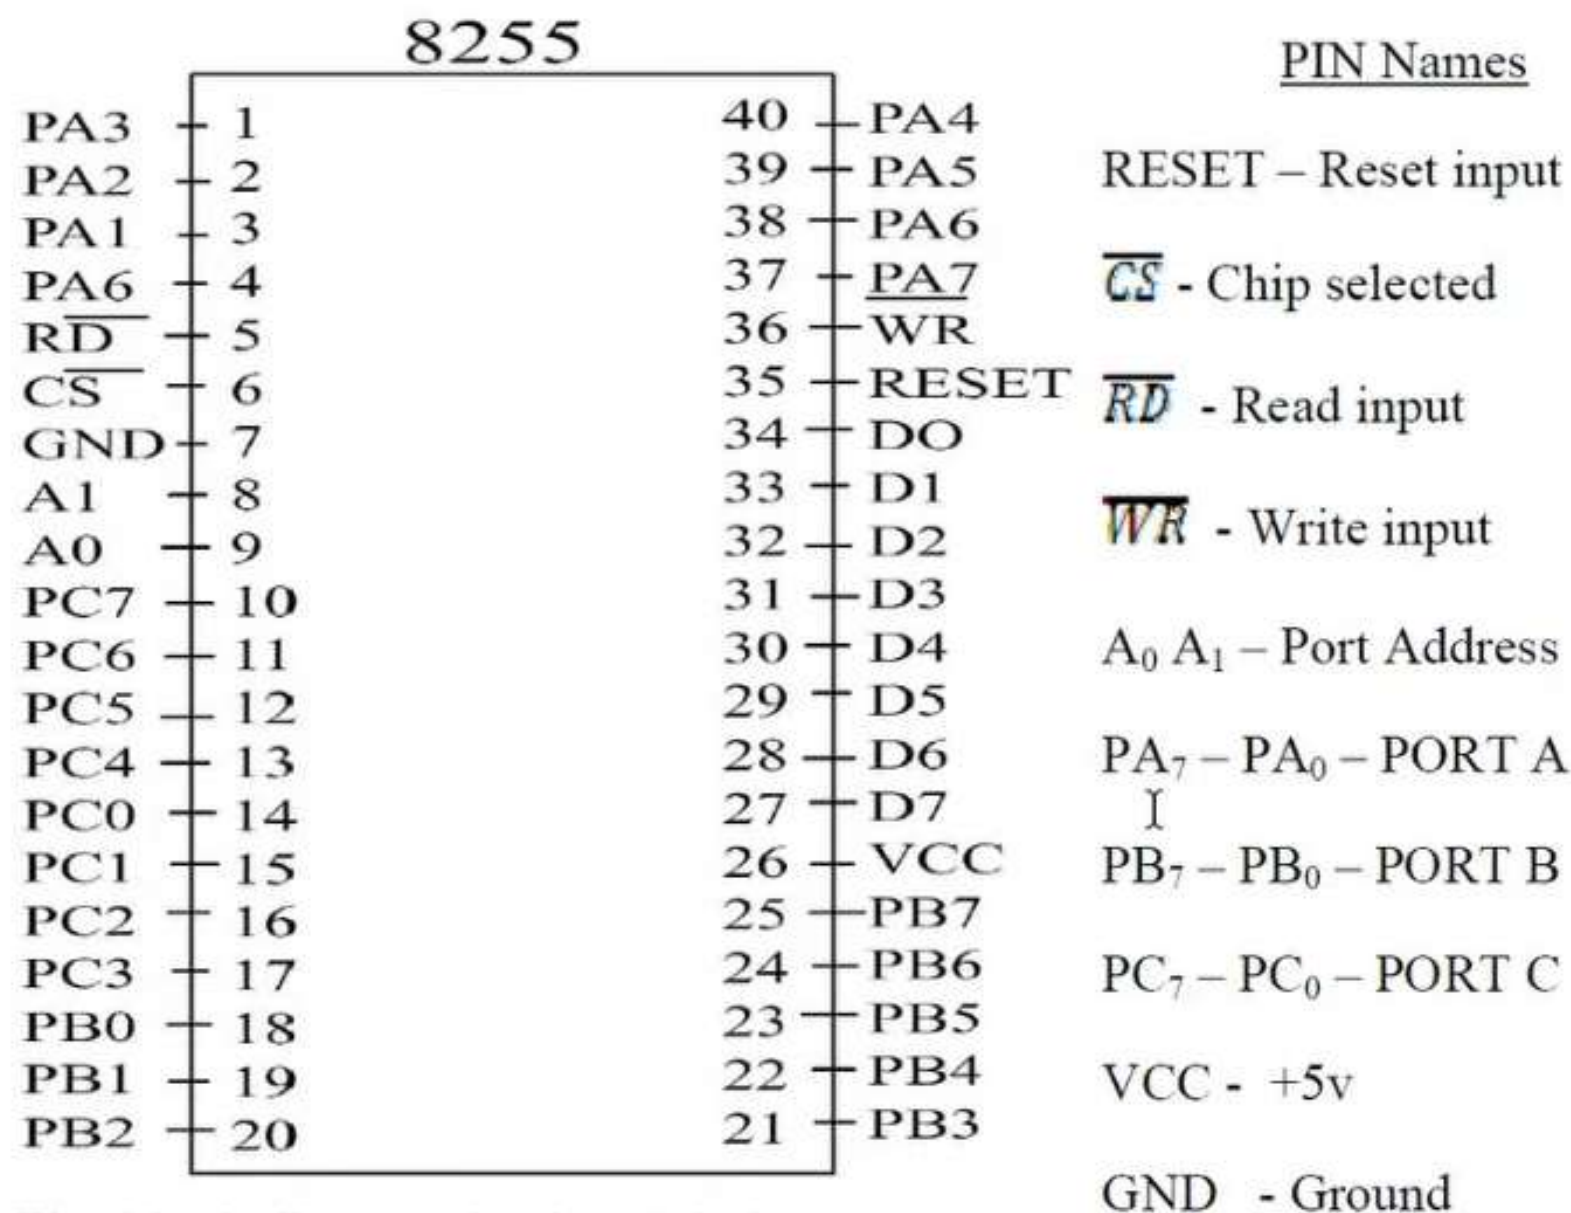 8255
PIN Names
PA3 1 40 PA4
PA2 2 39 PA5
PA1 3 38 PA6
PA6 4 37 PA7
RD 5 36 WR
CS 6 35 RESET
GND 7 34 DO
A1 8 33 D1
A0 9 32 D2
PC7 10 31 D3
PC6 11 30 D4
PC5 12 29 D5
PC4 13 28 D6
PC0 14 27 D7
PC1 15 26 VCC
PC2 16 25 PB7
PC3 17 24 PB6
PB0 18 23 PB5
PB1 19 22 PB4
PB2 20 21 PB3
RESET – Reset input
CS - Chip selected
RD - Read input
WR - Write input
A0 A1 – Port Address
PA7 – PA0 – PORT A
PB7 – PB0 – PORT B
PC7 – PC0 – PORT C
VCC - +5v
GND - Ground